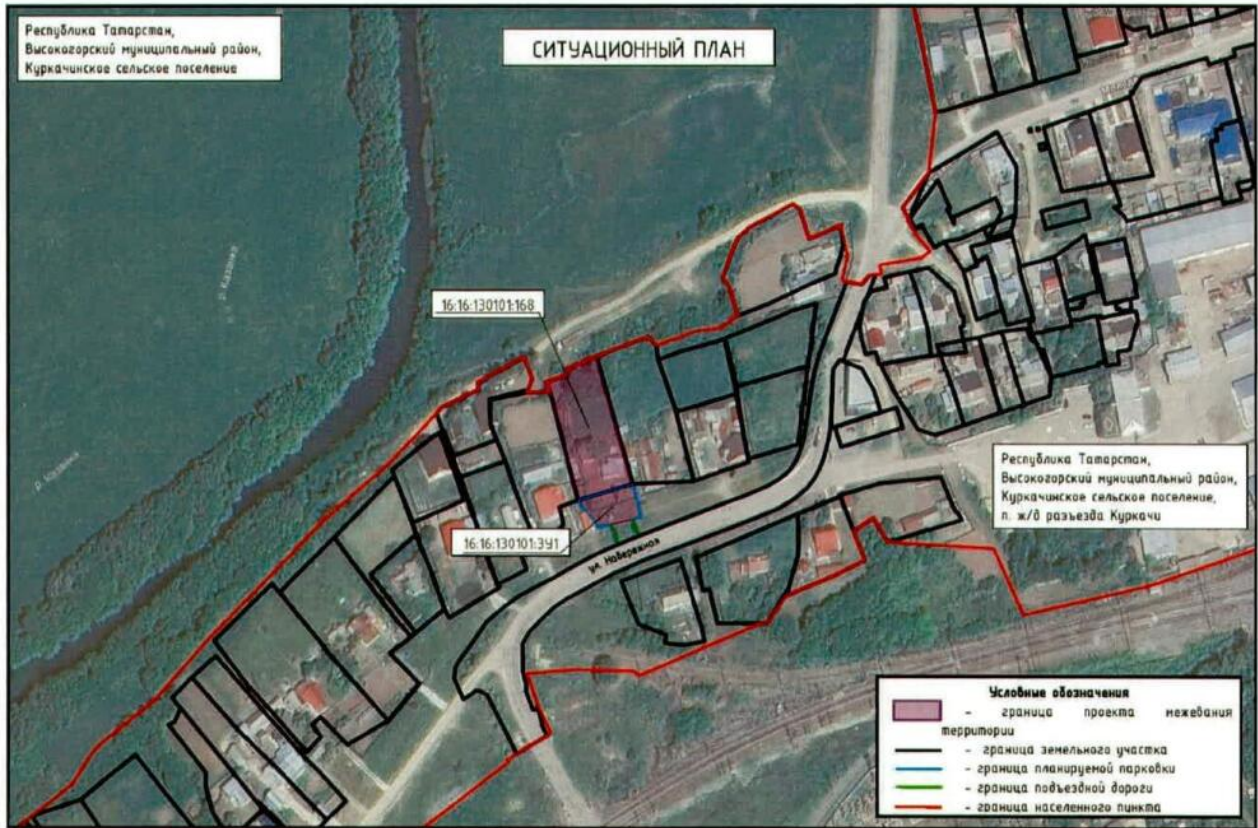 Республика Татарстан,
Высокогорский муниципальный район,
Куркачинское сельское поселение
СИТУАЦИОННЫЙ ПЛАН
р. Казанка
р. Казанка
16:16:130101:168
16:16:130101:ЗУ1
ул. Набережная
Республика Татарстан,
Высокогорский муниципальный район,
Куркачинское сельское поселение,
п. ж/д разъезда Куркачи
Условные обозначения
- граница проекта межевания
территории
- граница земельного участка
- граница планируемой парковки
- граница подъездной дороги
- граница населенного пункта